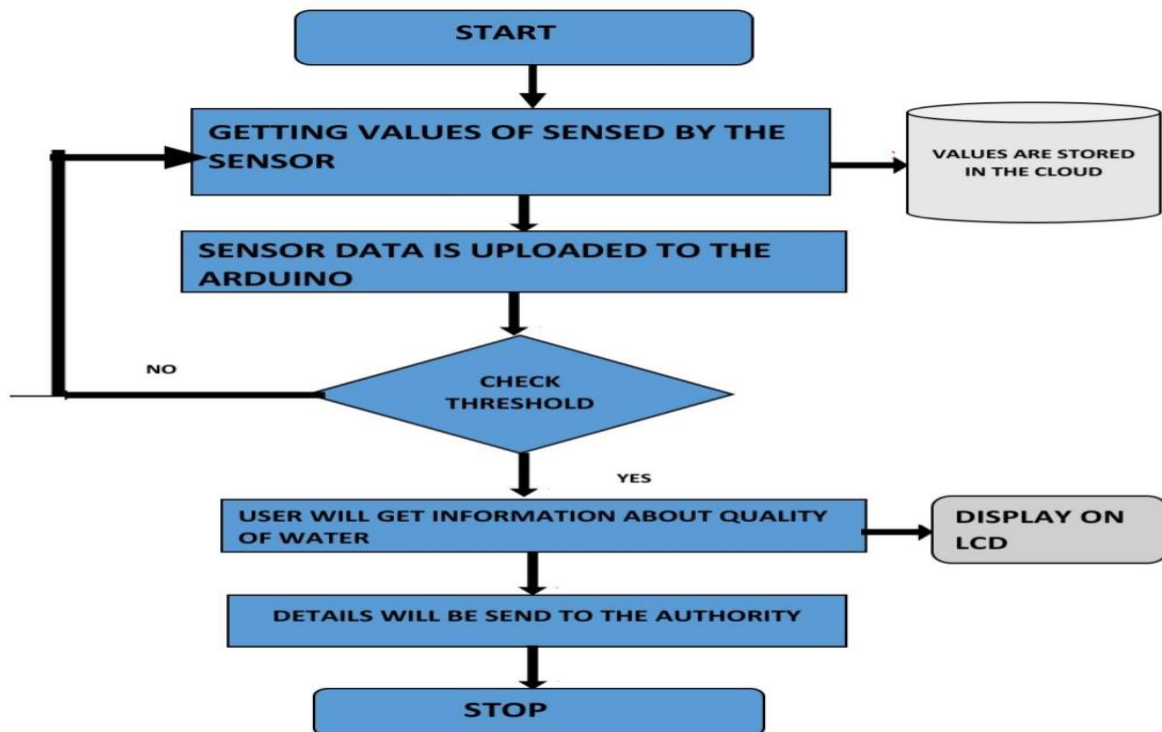 START
GETTING VALUES OF SENSED BY THE
SENSOR
VALUES ARE STORED
IN THE CLOUD
SENSOR DATA IS UPLOADED TO THE
ARDUINO
NO
CHECK
THRESHOLD
YES
USER WILL GET INFORMATION ABOUT QUALITY
OF WATER
DISPLAY ON
LCD
DETAILS WILL BE SEND TO THE AUTHORITY
STOP